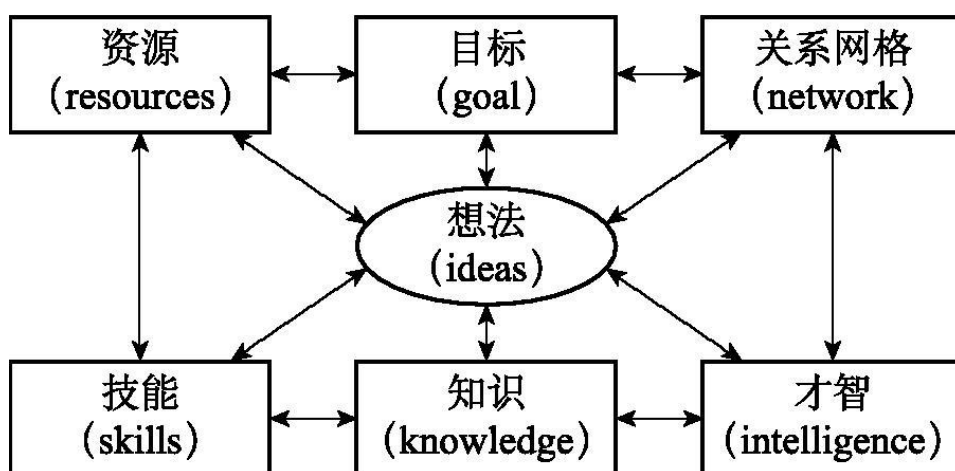 资源
（resources）
目标
（goal）
关系网格
（network）
想法
（ideas）
技能
（skills）
知识
（knowledge）
才智
（intelligence）